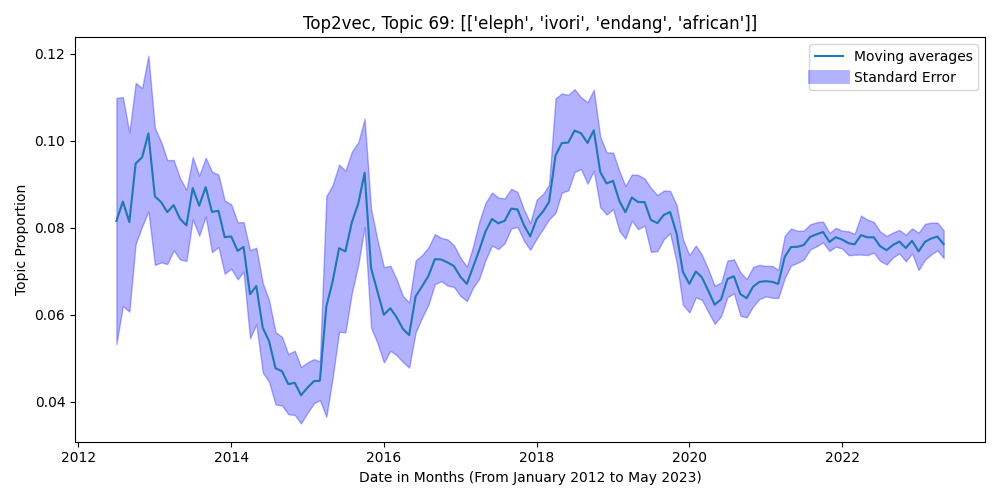 Top2vec, Topic 69: [['eleph', 'ivori', 'endang', 'african']]
Moving averages
Standard Error
Topic Proportion
0.12
0.10
0.08
0.06
0.04
2012
2014
2016
2018
2020
2022
Date in Months (From January 2012 to May 2023)